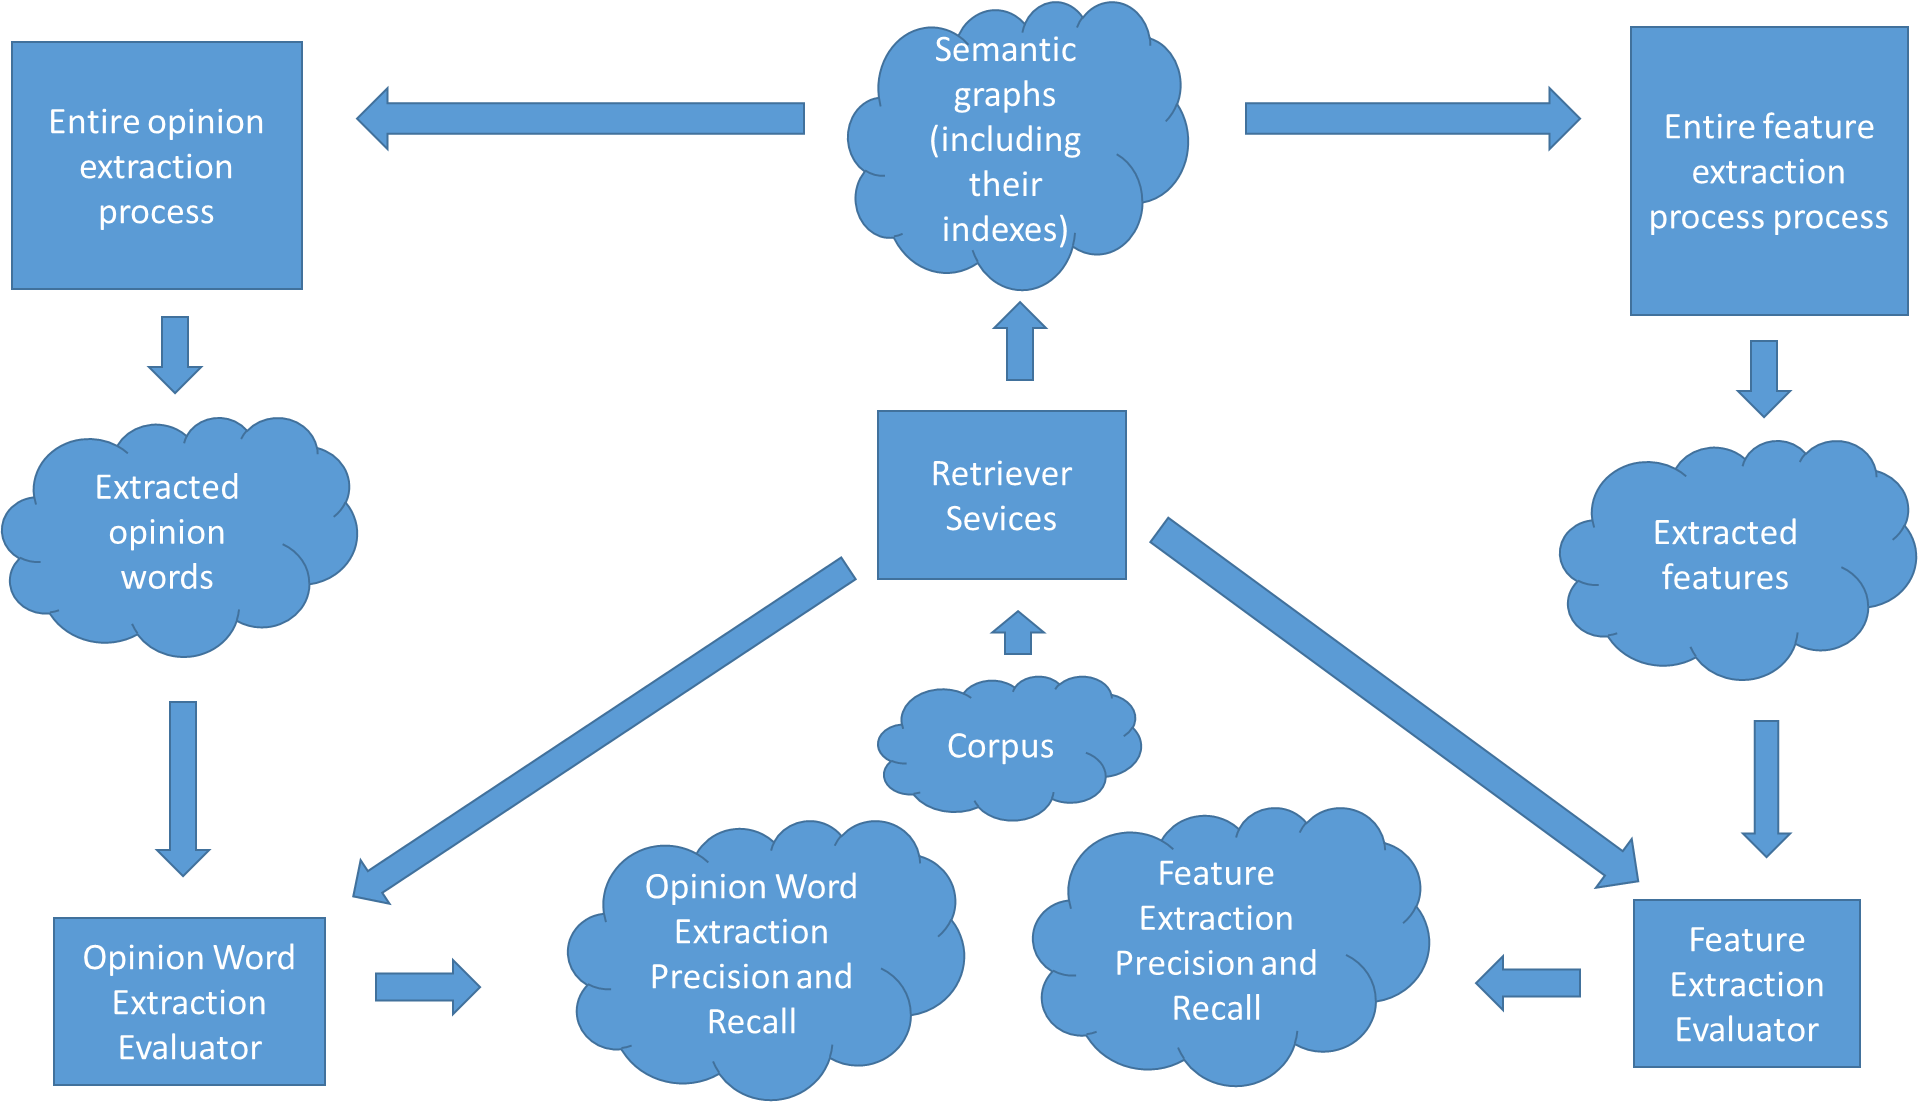 Entire opinion
extraction
process
Semantic
graphs
(including
their
indexes)
Entire feature
extraction
process process
Extracted
opinion
words
Retriever
Sevices
Extracted
features
Corpus
Opinion Word
Extraction
Evaluator
Opinion Word
Extraction
Precision and
Recall
Feature
Extraction
Precision and
Recall
Feature
Extraction
Evaluator